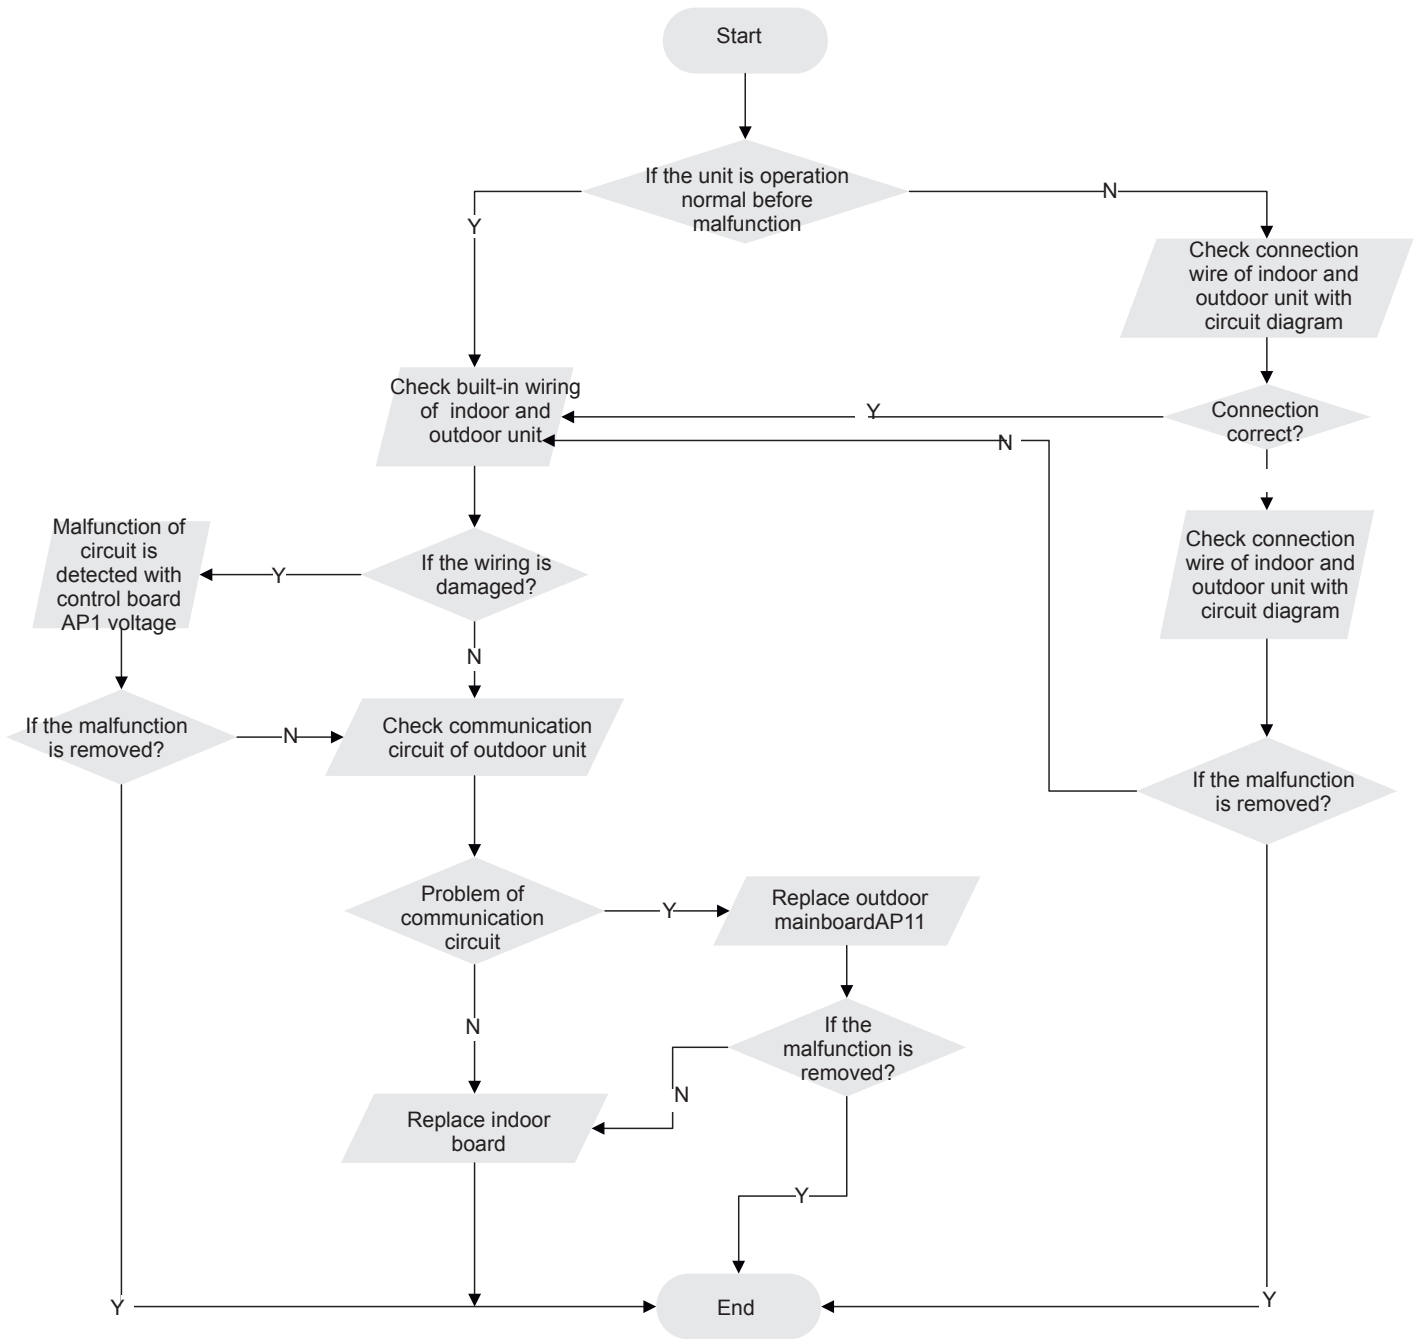 Start
If the unit is operation
normal before
malfunction
N
Y
Check connection
wire of indoor and
outdoor unit with
circuit diagram
Check built-in wiring
of indoor and
outdoor unit
Y
Connection
correct?
N
Malfunction of
circuit is
detected with
control board
AP1 voltage
Y
If the wiring is
damaged?
Check connection
wire of indoor and
outdoor unit with
circuit diagram
N
If the malfunction
is removed?
N
Check communication
circuit of outdoor unit
If the malfunction
is removed?
Problem of
communication
circuit
Y
Replace outdoor
mainboardAP11
N
If the
malfunction is
removed?
N
Replace indoor
board
Y
Y
End
Y